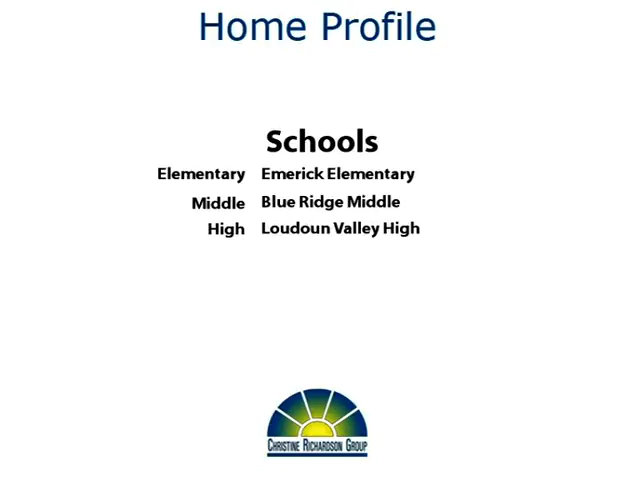 Home Profile
Schools
Elementary Emerick Elementary
Middle Blue Ridge Middle
High Loudoun Valley High
Christine Richardson Group